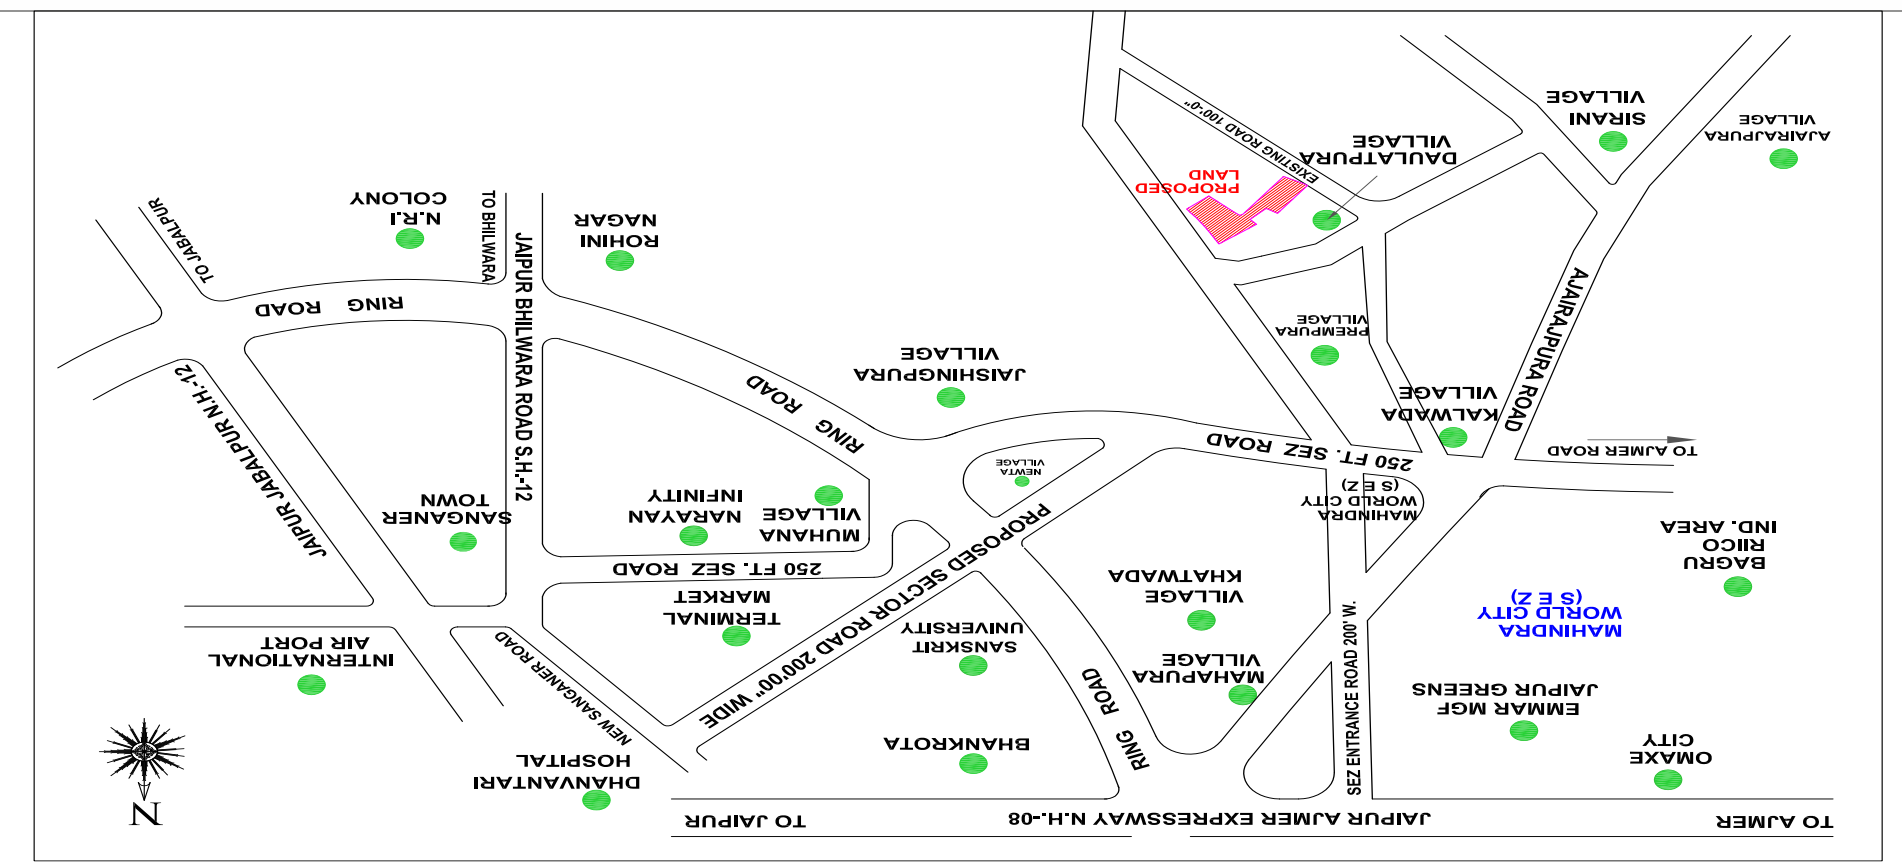 TO AJMER
JAIPUR AJMER EXPRESSWAY N.H.-08
TO JAIPUR
N
OMAXE
CITY
EMMAR MGF
JAIPUR GREENS
SEZ ENTRANCE ROAD 200' W.
RING ROAD
BHANKROTA
DHANVANTARI
HOSPITAL
NEW SANGANER ROAD
MAHAPURA
VILLAGE
SANSKRIT
UNIVERSITY
INTERNATIONAL
AIR PORT
MAHINDRA
WORLD CITY
(S E Z)
BAGRU
RIICO
IND. AREA
VILLAGE
KHATWADA
PROPOSED SECTOR ROAD 200'00" WIDE
TERMINAL
MARKET
250 FT. SEZ ROAD
MAHINDRA
WORLD CITY
(S E Z)
MUHANA
VILLAGE
NARAYAN
INFINITY
SANGANER
TOWN
JAIPUR JABALPUR N.H.-12
NEWTA
VILLAGE
TO AJMER ROAD
250 FT. SEZ ROAD
RING ROAD
KALWADA
VILLAGE
AJAIRAJPURA ROAD
JAISHINGPURA
VILLAGE
JAIPUR BHILWARA ROAD S.H.-12
PREMPURA
VILLAGE
RING ROAD
ROHINI
NAGAR
TO BHILWARA
N.R.I
COLONY
TO JABALPUR
PROPOSED
LAND
EXISTING ROAD 100'-0"
DAULATPURA
VILLAGE
SIRANI
VILLAGE
AJAIRAJPURA
VILLAGE